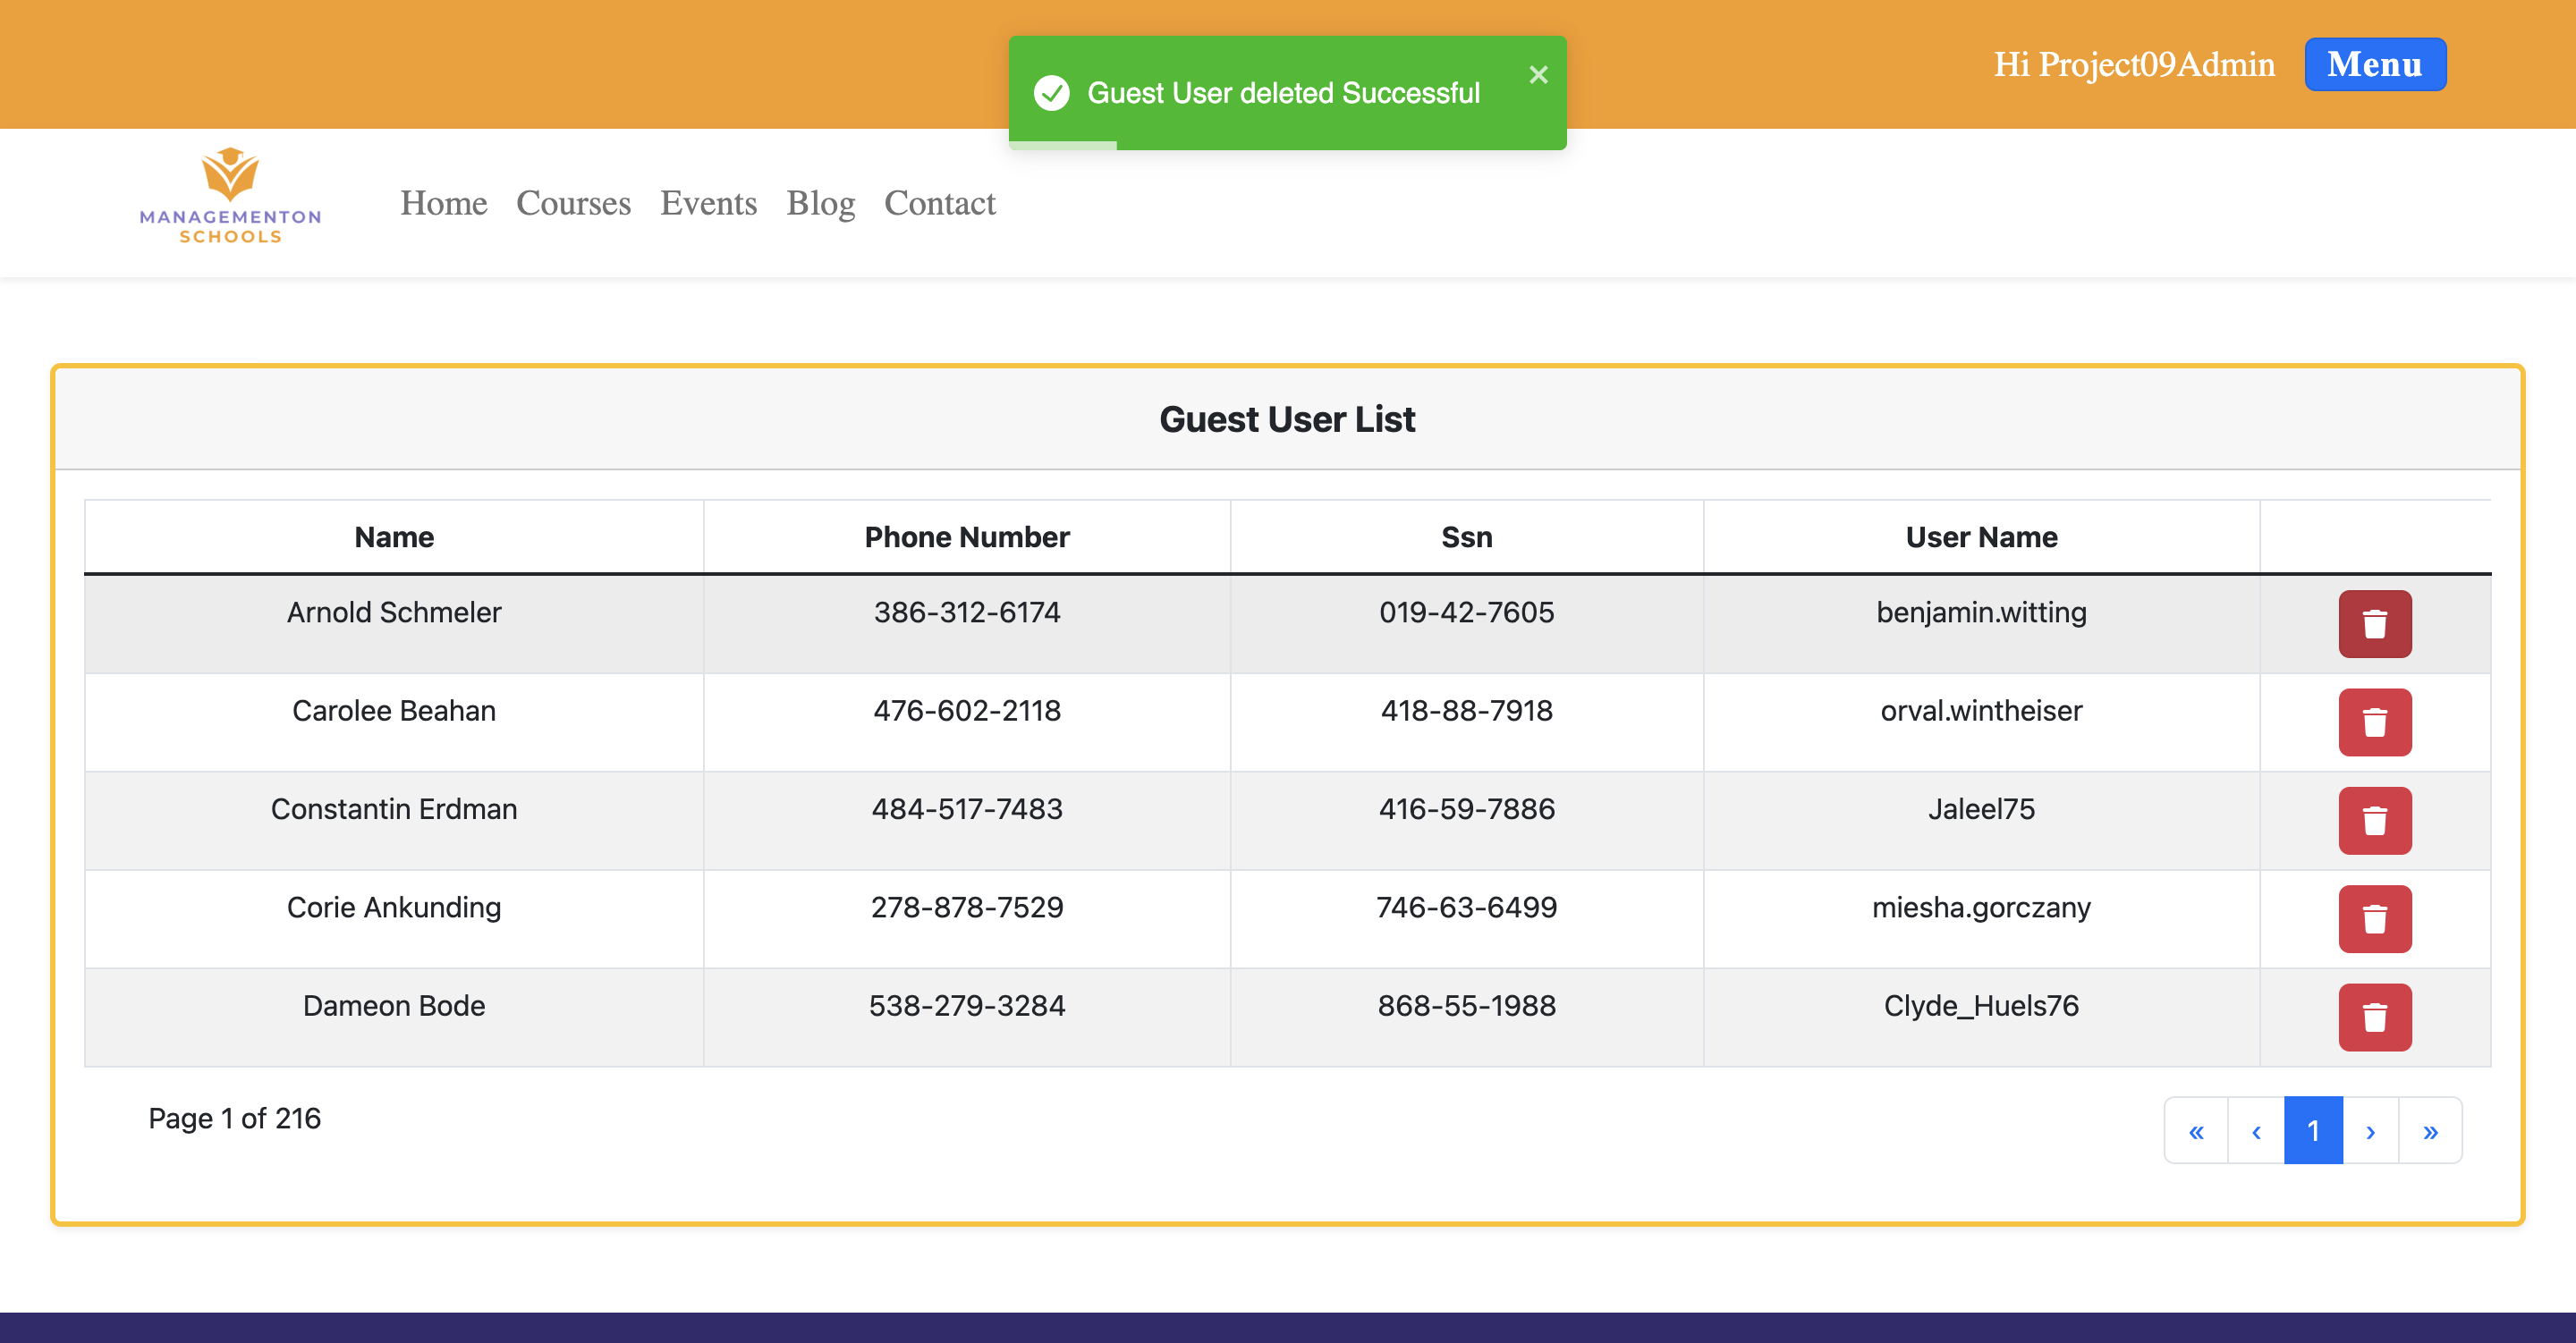 Guest User deleted Successful
Hi Project09Admin Menu
MANAGEMENTON
SCHOOLS
Home Courses Events Blog Contact
Guest User List
Name Phone Number Ssn User Name
Arnold Schmeler 386-312-6174 019-42-7605 benjamin.witting
Carolee Beahan 476-602-2118 418-88-7918 orval.wintheiser
Constantin Erdman 484-517-7483 416-59-7886 Jaleel75
Corie Ankunding 278-878-7529 746-63-6499 miesha.gorczany
Dameon Bode 538-279-3284 868-55-1988 Clyde_Huels76
Page 1 of 216 « ‹ 1 › »